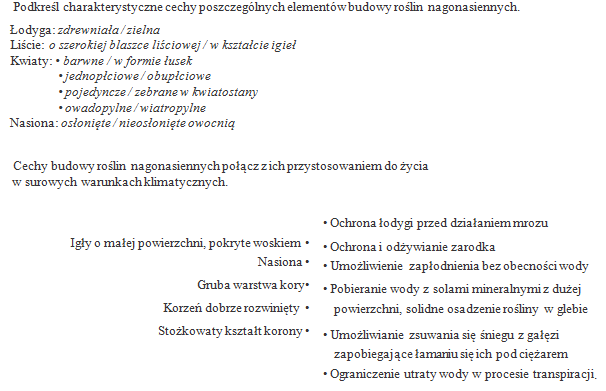 Podkreśl charakterystyczne cechy poszczególnych elementów budowy roślin nagonasiennych.
Łodyga: zdrewniała / zielna
Liście: o szerokiej blaszce liściowej / w kształcie igieł
Kwiaty: • barwne / w formie łusek
• jednopłciowe / obupłciowe
• pojedyncze / zebrane w kwiatostany
• owadopylne / wiatropylne
Nasiona: osłonięte / nieosłonięte owocnią
Cechy budowy roślin nagonasiennych połącz z ich przystosowaniem do życia
w surowych warunkach klimatycznych.
• Ochrona łodygi przed działaniem mrozu
Igły o małej powierzchni, pokryte woskiem •
• Ochrona i odżywianie zarodka
Nasiona •
• Umożliwienie zapłodnienia bez obecności wody
Gruba warstwa kory•
• Pobieranie wody z solami mineralnymi z dużej
Korzeń dobrze rozwinięty •
powierzchni, solidne osadzenie rośliny w glebie
Stożkowaty kształt korony•
• Umożliwianie zsuwania się śniegu z gałęzi
zapobiegające łamaniu się ich pod ciężarem
• Ograniczenie utraty wody w procesie transpiracji.